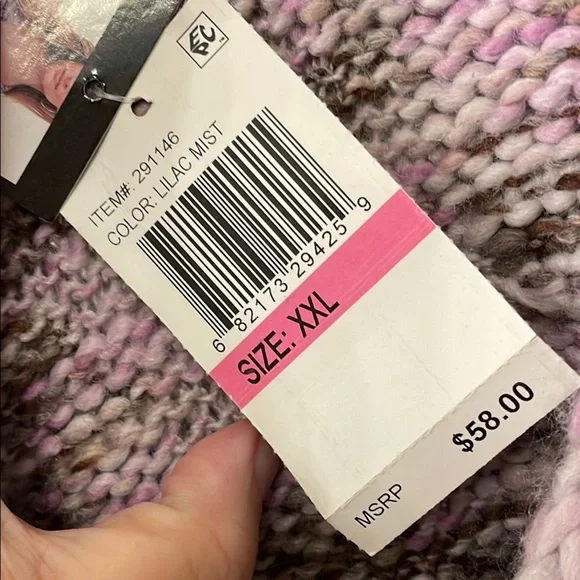 ITEM#: 291146
COLOR: LILAC MIST
6 82173 29425 9
SIZE: XXL
$58.00
MSRP